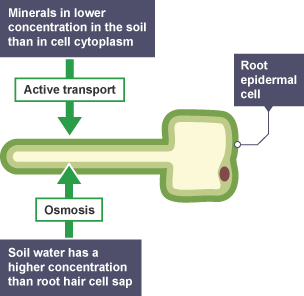 Minerals in lower
concentration in the soil
than in cell cytoplasm
Active transport
Root
epidermal
cell
Osmosis
Soil water has a
higher concentration
than root hair cell sap